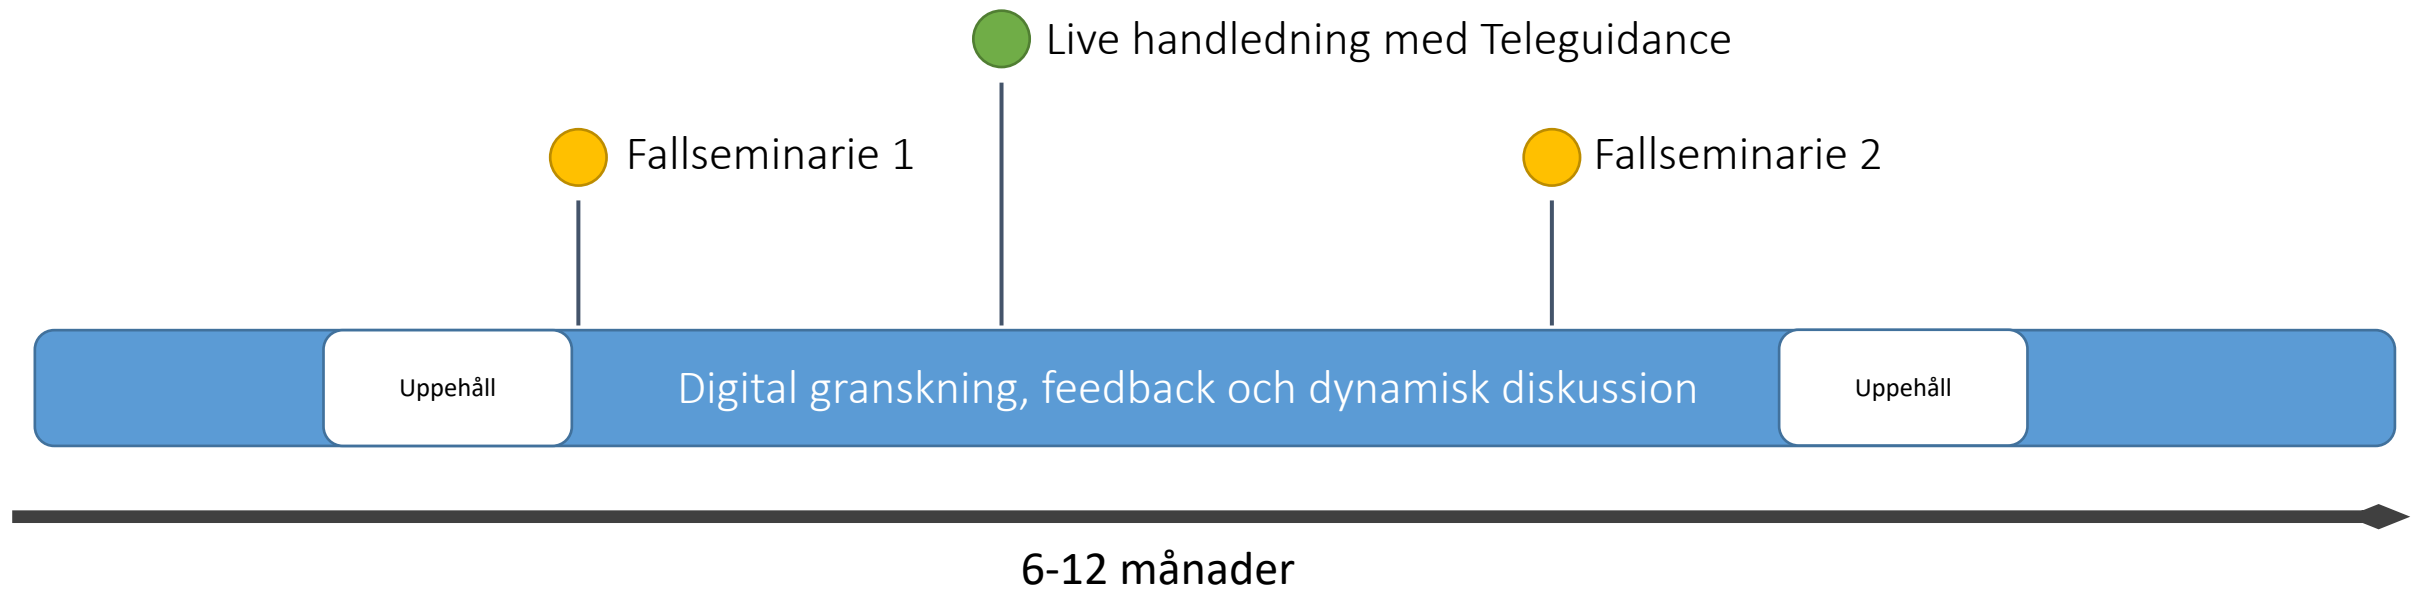 Live handledning med Teleguidance
Fallseminarie 1
Fallseminarie 2
Uppehåll
Digital granskning, feedback och dynamisk diskussion
Uppehåll
6-12 månader